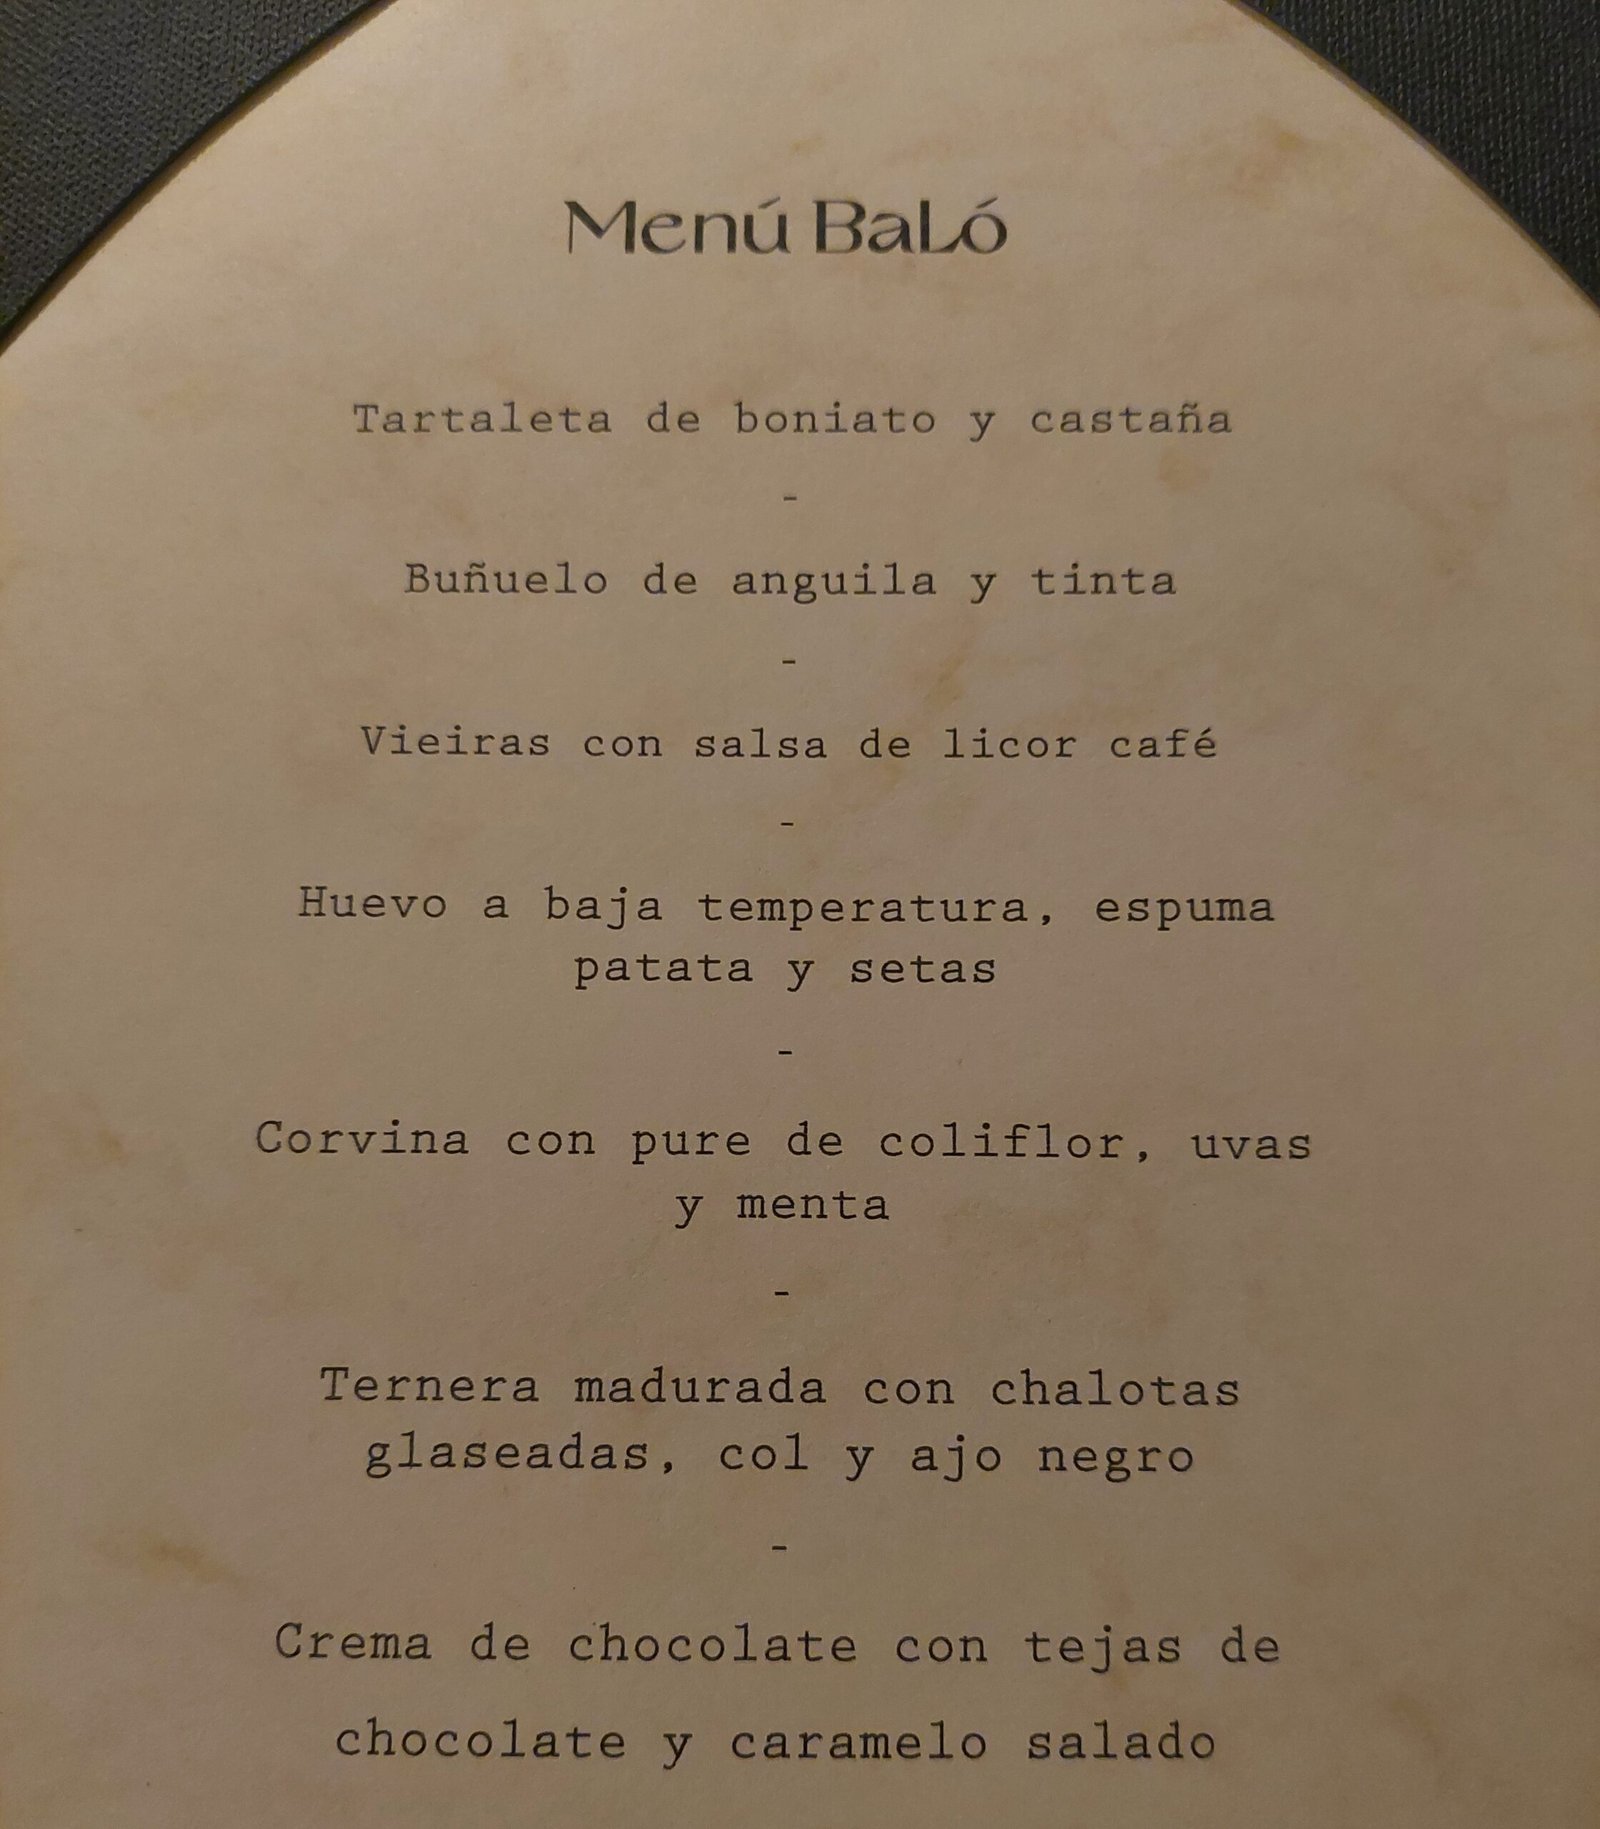 Menú BaLó
Tartaleta de boniato y castaña
-
Buñuelo de anguila y tinta
-
Vieiras con salsa de licor café
-
Huevo a baja temperatura, espuma
patata y setas
-
Corvina con pure de coliflor, uvas
y menta
-
Ternera madurada con chalotas
glaseadas, col y ajo negro
-
Crema de chocolate con tejas de
chocolate y caramelo salado